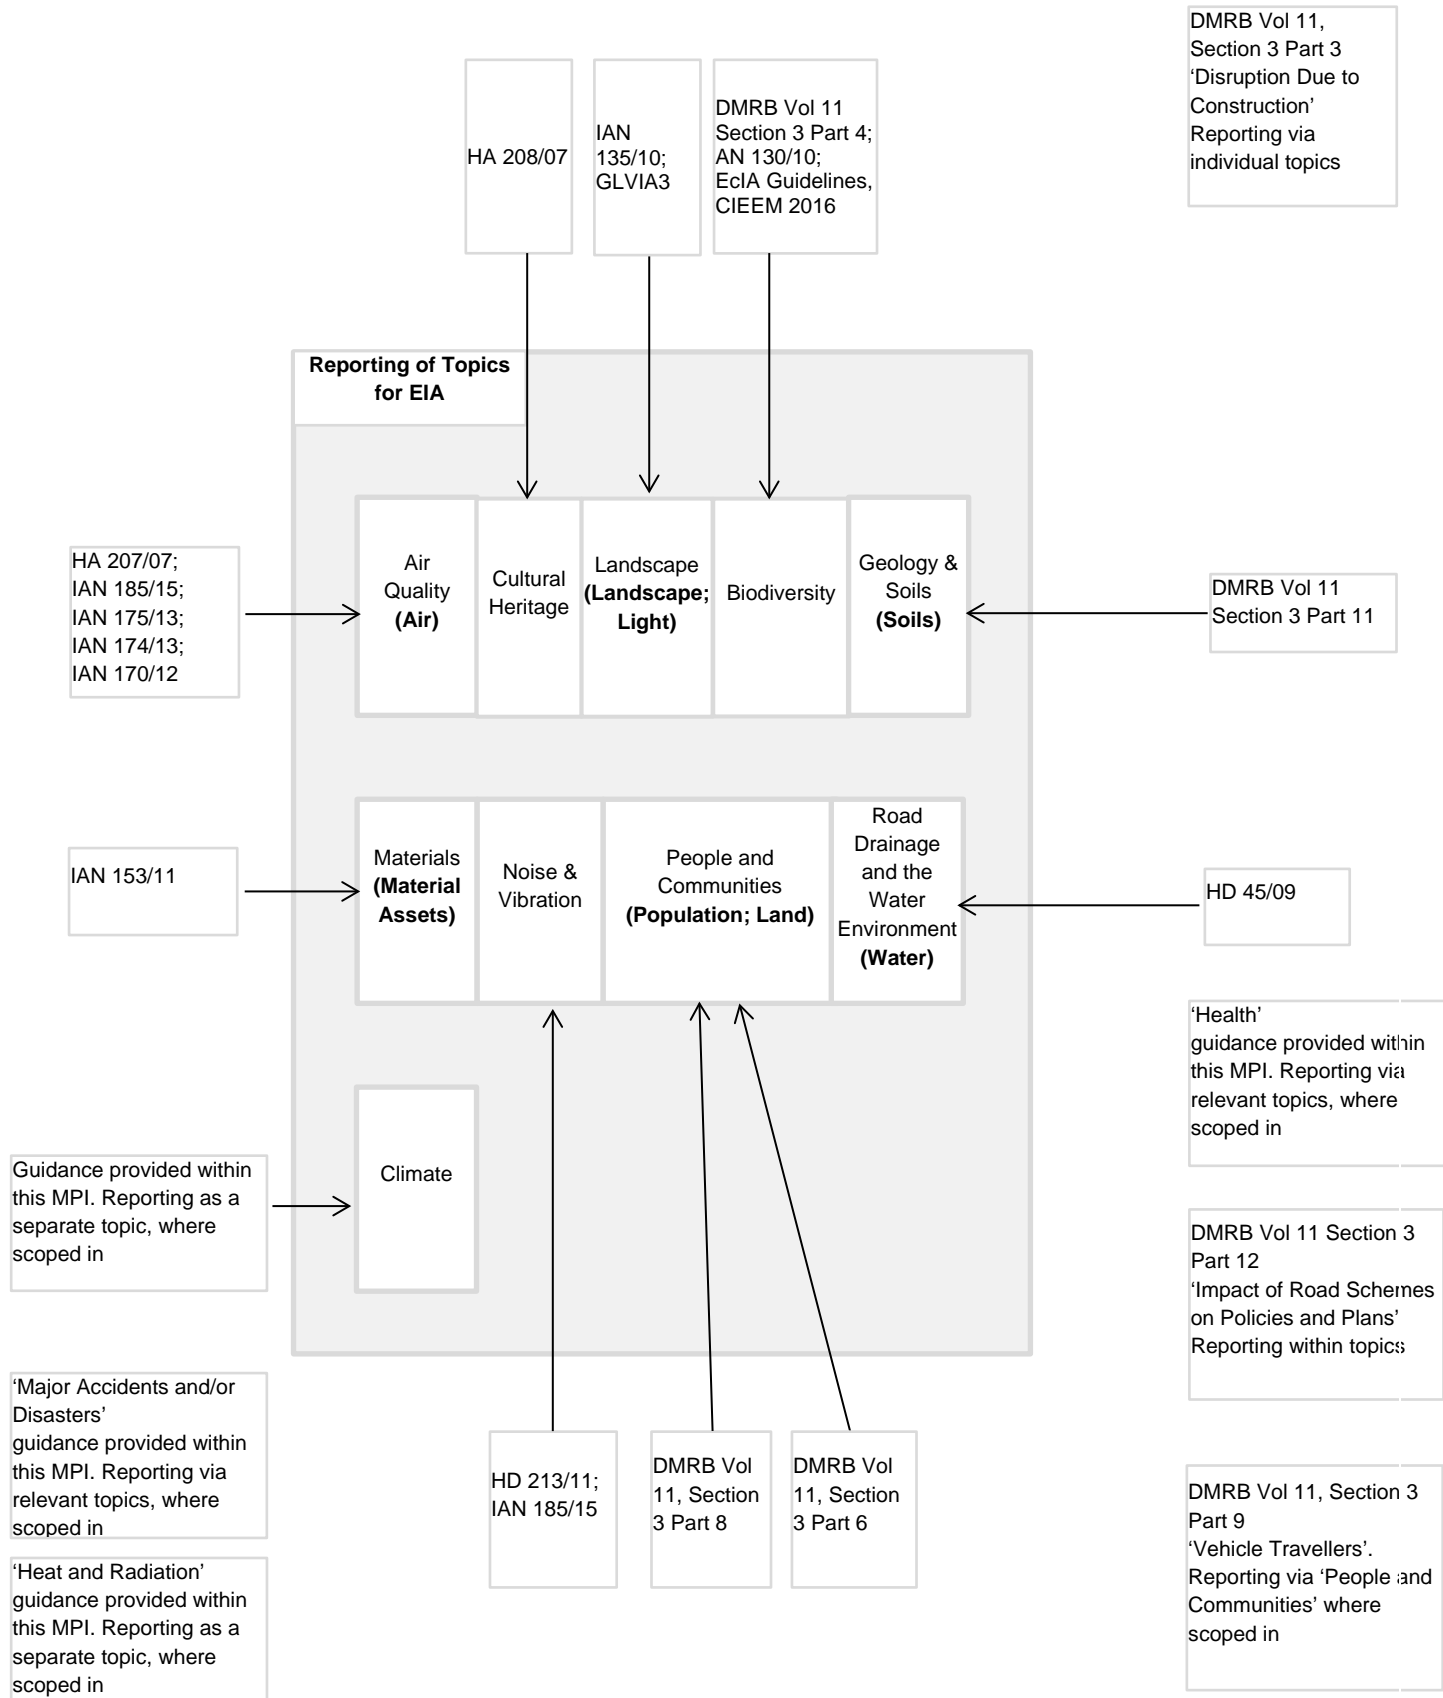 DMRB Vol 11,
Section 3 Part 3
‘Disruption Due to
Construction’
Reporting via
individual topics
HA 208/07
IAN
135/10;
GLVIA3
DMRB Vol 11
Section 3 Part 4;
AN 130/10;
EcIA Guidelines,
CIEEM 2016
Reporting of Topics
for EIA
HA 207/07;
IAN 185/15;
IAN 175/13;
IAN 174/13;
IAN 170/12
Air
Quality
(Air)
Cultural
Heritage
Landscape
(Landscape;
Light)
Biodiversity
Geology &
Soils
(Soils)
DMRB Vol 11
Section 3 Part 11
IAN 153/11
Materials
(Material
Assets)
Noise &
Vibration
People and
Communities
(Population; Land)
Road
Drainage
and the
Water
Environment
(Water)
HD 45/09
‘Health’
guidance provided within
this MPI. Reporting via
relevant topics, where
scoped in
Guidance provided within
this MPI. Reporting as a
separate topic, where
scoped in
Climate
DMRB Vol 11 Section 3
Part 12
‘Impact of Road Schemes
on Policies and Plans’
Reporting within topics
‘Major Accidents and/or
Disasters’
guidance provided within
this MPI. Reporting via
relevant topics, where
scoped in
HD 213/11;
IAN 185/15
DMRB Vol
11, Section
3 Part 8
DMRB Vol
11, Section
3 Part 6
DMRB Vol 11, Section 3
Part 9
‘Vehicle Travellers’.
Reporting via ‘People and
Communities’ where
scoped in
‘Heat and Radiation’
guidance provided within
this MPI. Reporting as a
separate topic, where
scoped in